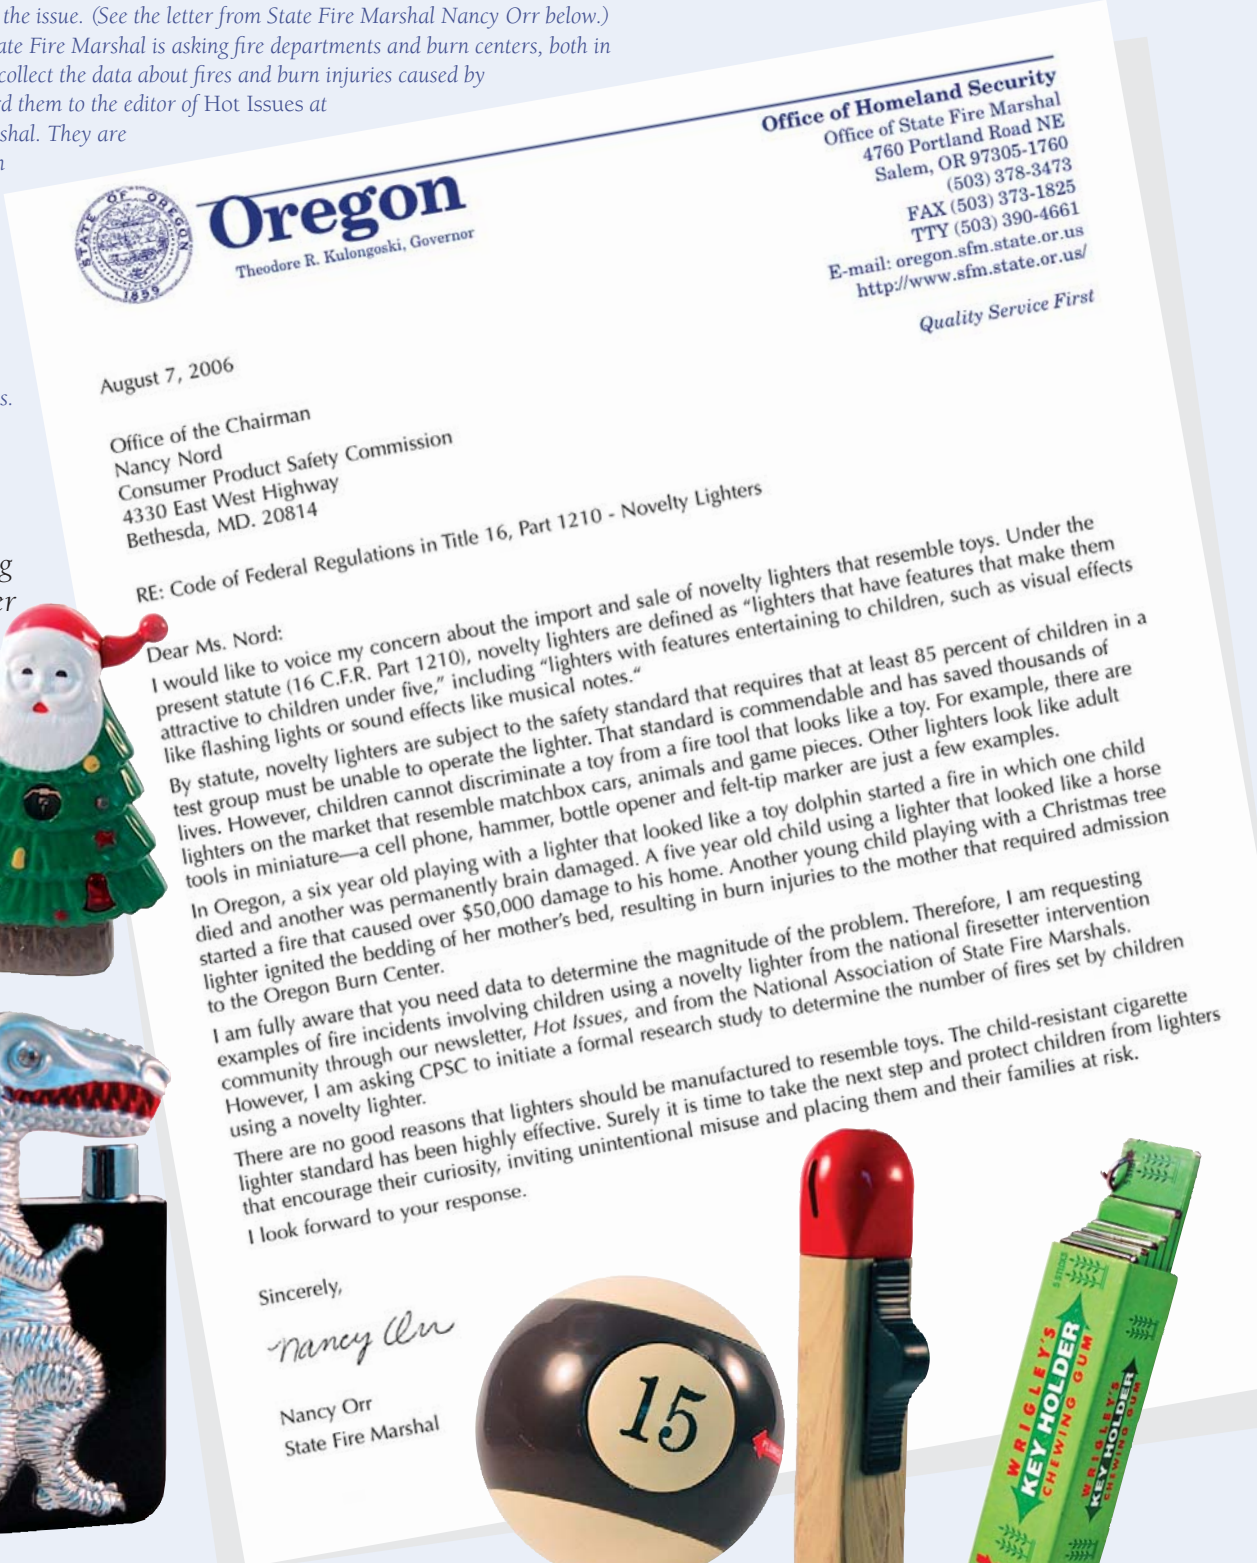 the issue. (See the letter from State Fire Marshal Nancy Orr below.)
ate Fire Marshal is asking fire departments and burn centers, both in
collect the data about fires and burn injuries caused by
rd them to the editor of Hot Issues at
shal. They are
n
s.
g
er
Office of Homeland Security
Office of State Fire Marshal
4760 Portland Road NE
Salem, OR 97305-1760
(503) 378-3473
FAX (503) 373-1825
TTY (503) 390-4661
E-mail: oregon.sfm.state.or.us
http://www.sfm.state.or.us/
Quality Service First
STATE OF OREGON
1859
Oregon
Theodore R. Kulongoski, Governor
August 7, 2006
Office of the Chairman
Nancy Nord
Consumer Product Safety Commission
4330 East West Highway
Bethesda, MD. 20814
RE: Code of Federal Regulations in Title 16, Part 1210 - Novelty Lighters
Dear Ms. Nord:
I would like to voice my concern about the import and sale of novelty lighters that resemble toys. Under the
present statute (16 C.F.R. Part 1210), novelty lighters are defined as “lighters that have features that make them
attractive to children under five,” including “lighters with features entertaining to children, such as visual effects
like flashing lights or sound effects like musical notes.“
By statute, novelty lighters are subject to the safety standard that requires that at least 85 percent of children in a
test group must be unable to operate the lighter. That standard is commendable and has saved thousands of
lives. However, children cannot discriminate a toy from a fire tool that looks like a toy. For example, there are
lighters on the market that resemble matchbox cars, animals and game pieces. Other lighters look like adult
tools in miniature—a cell phone, hammer, bottle opener and felt-tip marker are just a few examples.
In Oregon, a six year old playing with a lighter that looked like a toy dolphin started a fire in which one child
died and another was permanently brain damaged. A five year old child using a lighter that looked like a horse
started a fire that caused over $50,000 damage to his home. Another young child playing with a Christmas tree
lighter ignited the bedding of her mother’s bed, resulting in burn injuries to the mother that required admission
to the Oregon Burn Center.
I am fully aware that you need data to determine the magnitude of the problem. Therefore, I am requesting
examples of fire incidents involving children using a novelty lighter from the national firesetter intervention
community through our newsletter, Hot Issues, and from the National Association of State Fire Marshals.
However, I am asking CPSC to initiate a formal research study to determine the number of fires set by children
using a novelty lighter.
There are no good reasons that lighters should be manufactured to resemble toys. The child-resistant cigarette
lighter standard has been highly effective. Surely it is time to take the next step and protect children from lighters
that encourage their curiosity, inviting unintentional misuse and placing them and their families at risk.
I look forward to your response.
Sincerely,
Nancy Orr
Nancy Orr
State Fire Marshal
15
5 STICKS
WRIGLEY'S
KEY HOLDER
CHEWING GUM
WRIGLEY'S
KEY HOLDER
CHEWING GUM